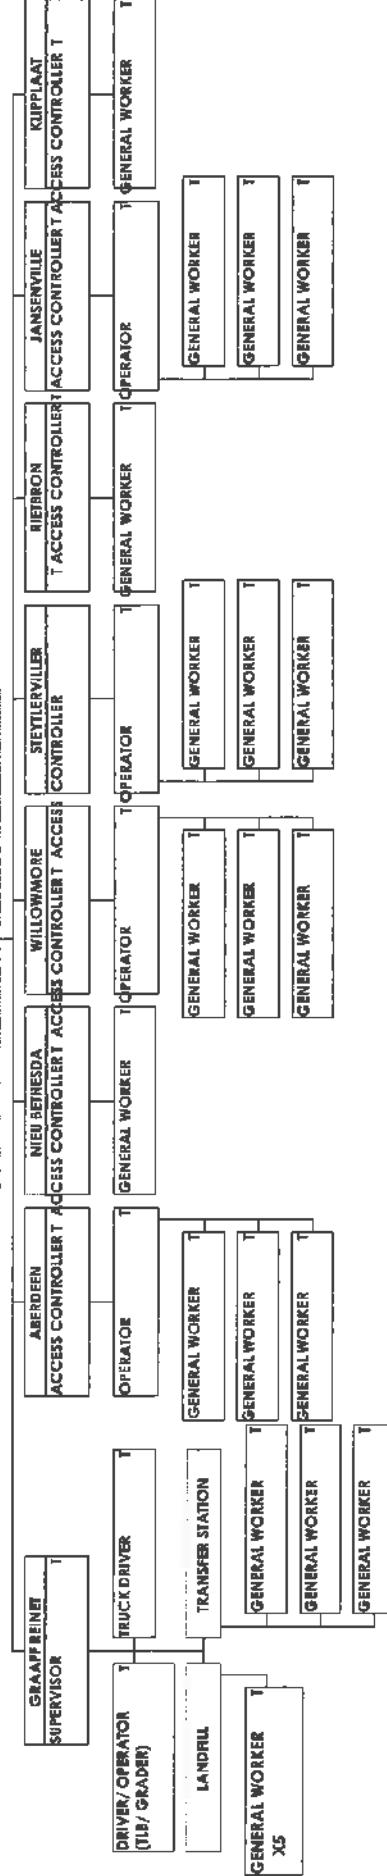 GRAAFF REINET
SUPERVISOR T
DRIVER/ OPERATOR T
(TLB/ GRADER)
TRUCK DRIVER T
LANDFILL
TRANSFER STATION
GENERAL WORKER T
X5
GENERAL WORKER T
GENERAL WORKER T
GENERAL WORKER T
ABERDEEN
ACCESS CONTROLLER T
OPERATOR T
GENERAL WORKER T
GENERAL WORKER T
GENERAL WORKER T
NIEU BETHESDA
ACCESS CONTROLLER T
GENERAL WORKER T
WILLOWMORE
ACCESS CONTROLLER T
OPERATOR T
GENERAL WORKER T
GENERAL WORKER T
GENERAL WORKER T
STEYTLERVILLER
ACCESS
CONTROLLER T
OPERATOR T
GENERAL WORKER T
GENERAL WORKER T
GENERAL WORKER T
RIETBRON
ACCESS CONTROLLER T
GENERAL WORKER T
JANSENVILLE
ACCESS CONTROLLER T
OPERATOR T
GENERAL WORKER T
GENERAL WORKER T
GENERAL WORKER T
KLIPPLAAT
ACCESS CONTROLLER T
GENERAL WORKER T